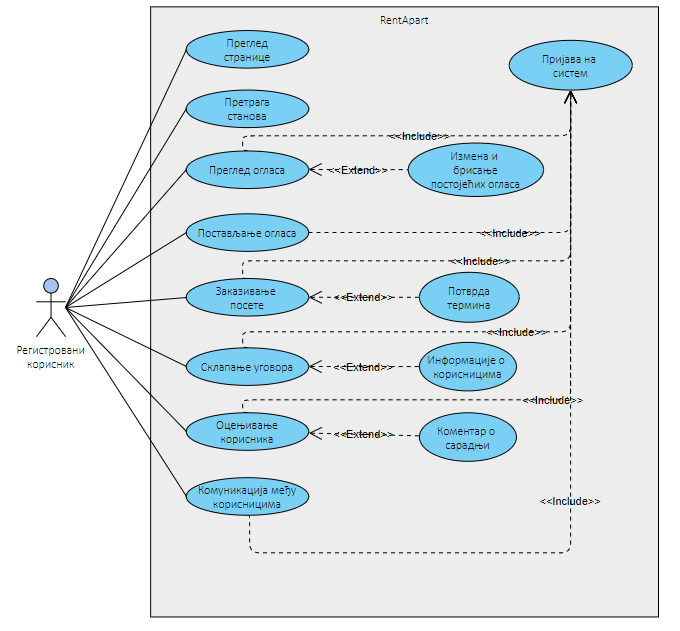 RentApart
Преглед
странице
Пријава на
систем
Претрага
станова
<<Include>>
Преглед огласа
<<Extend>>
Измена и
брисање
постојећих огласа
Постављање огласа
<<Include>>
<<Include>>
Заказивање
посете
<<Extend>>
Потврда
термина
Регистровани
корисник
<<Include>>
Склапање уговора
<<Extend>>
Информације о
корисницима
<<Include>>
Оцењивање
корисника
<<Extend>>
Коментар о
сарадњи
Комуникација међу
корисницима
<<Include>>